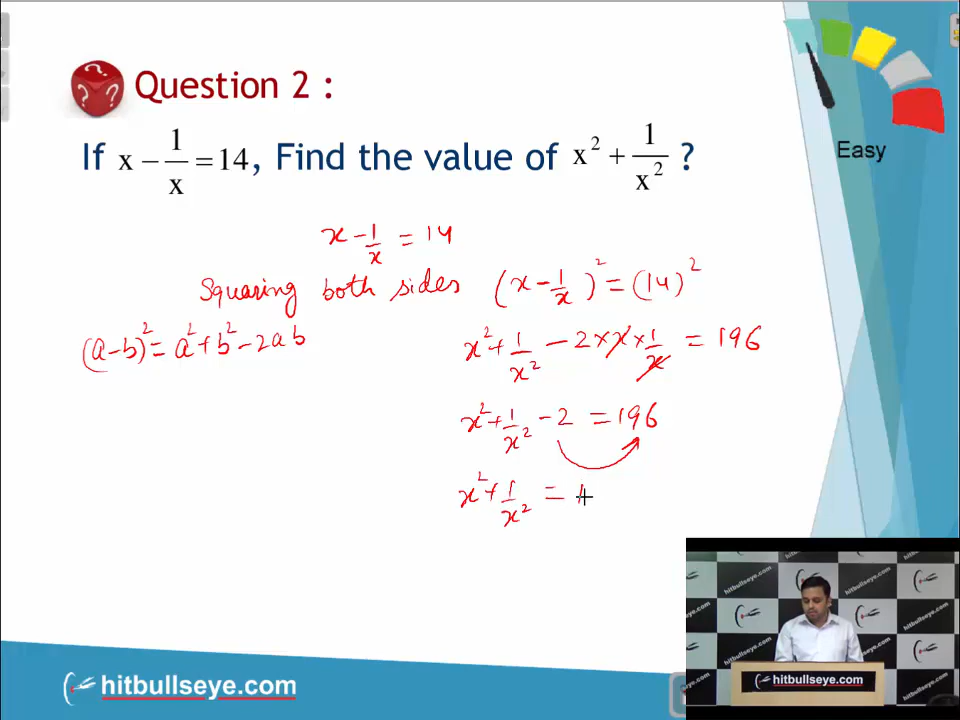 Question 2 :
If x − 1/x = 14, Find the value of x² + 1/x² ?
Easy
x − 1/x = 14
Squaring both sides (x − 1/x)² = (14)²
(a−b)² = a² + b² − 2ab
x² + 1/x² − 2 × x × 1/x = 196
x² + 1/x² − 2 = 196
x² + 1/x² = 1
hitbullseye.com
hitbullseye.com